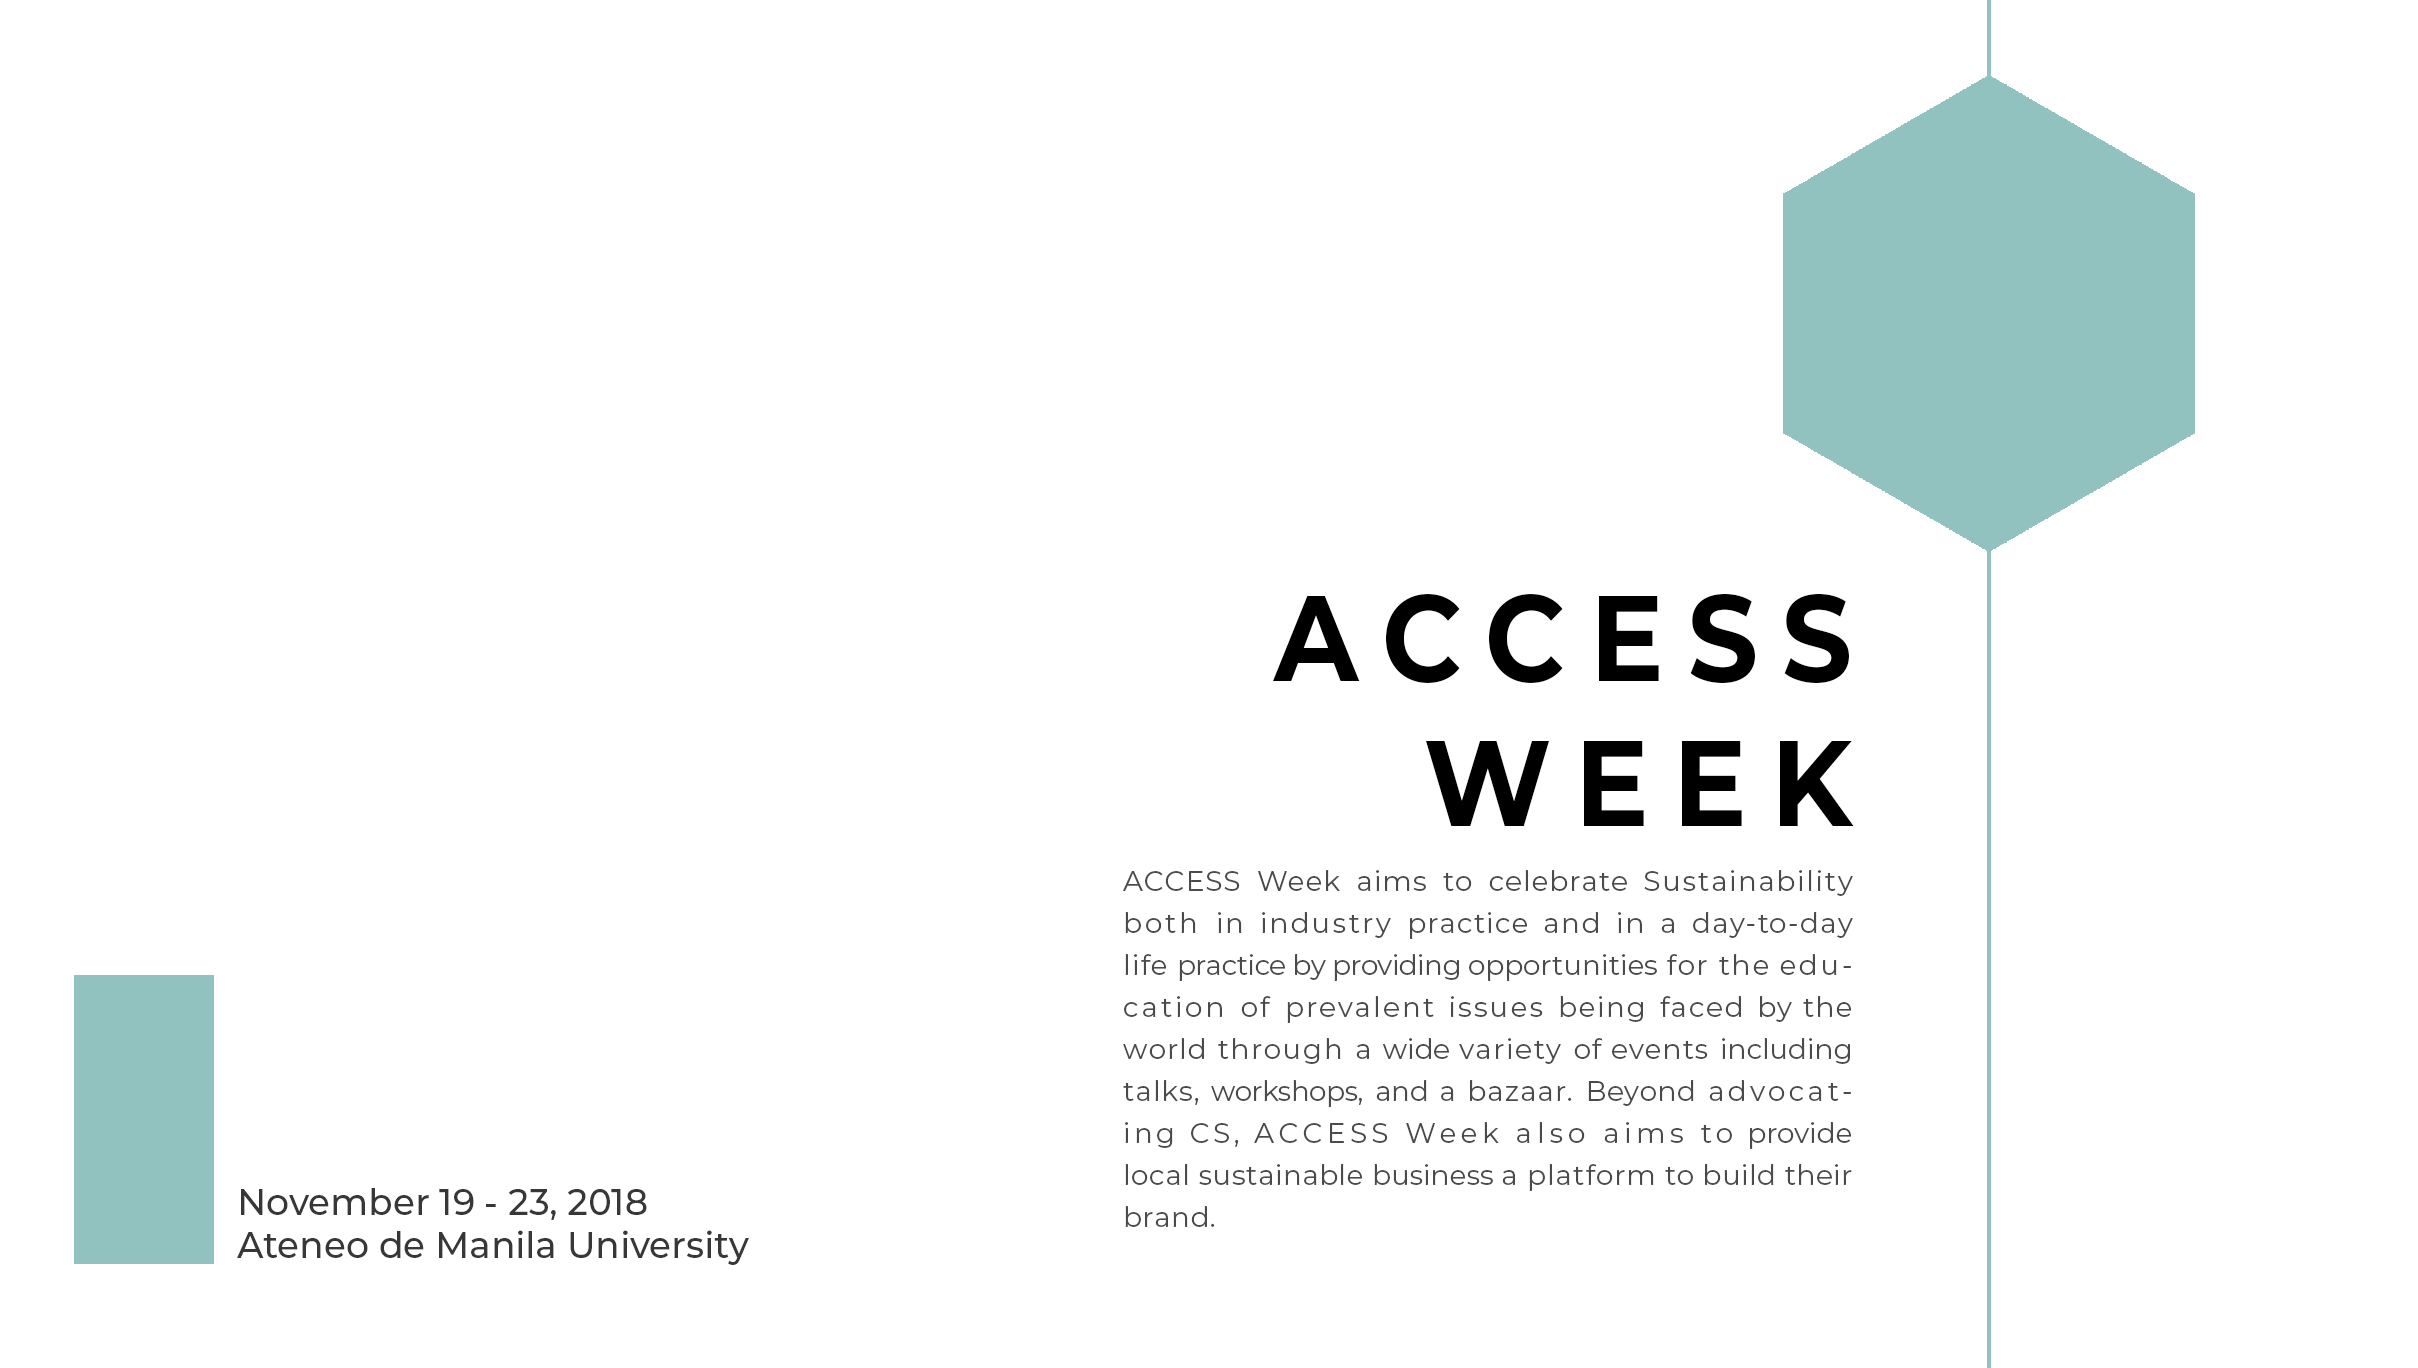 ACCESS
WEEK
ACCESS Week aims to celebrate Sustainability
both in industry practice and in a day-to-day
life practice by providing opportunities for the edu-
cation of prevalent issues being faced by the
world through a wide variety of events including
talks, workshops, and a bazaar. Beyond advocat-
ing CS, ACCESS Week also aims to provide
local sustainable business a platform to build their
brand.
November 19 - 23, 2018
Ateneo de Manila University